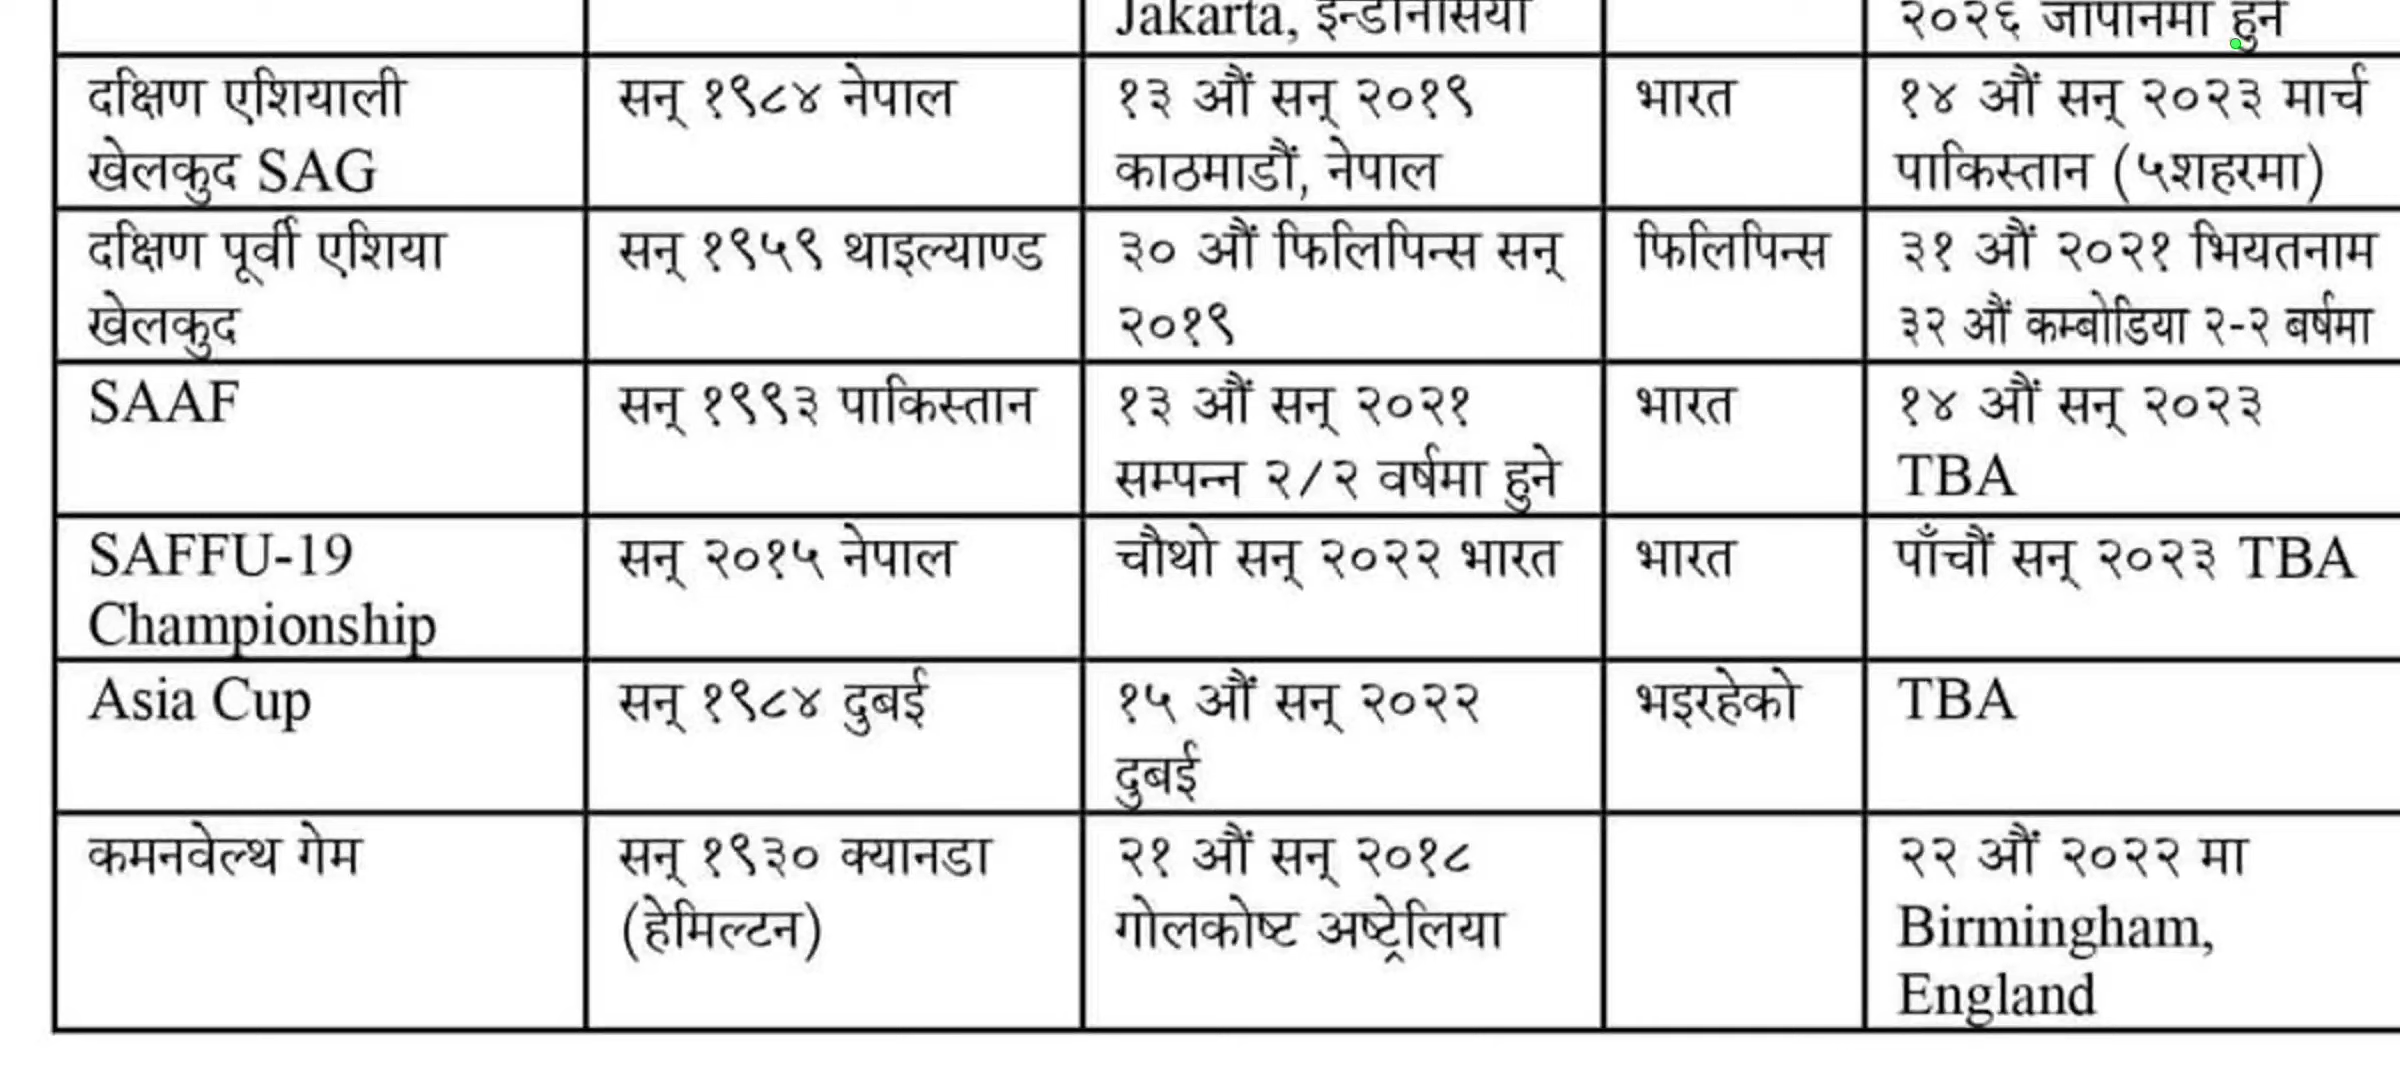 Jakarta, इन्डोनेसिया
२०२६ जापानमा हुने
दक्षिण एशियाली
खेलकुद SAG
सन् १९८४ नेपाल
१३ औं सन् २०१९
काठमाडौं, नेपाल
भारत
१४ औं सन् २०२३ मार्च
पाकिस्तान (५शहरमा)
दक्षिण पूर्वी एशिया
खेलकुद
सन् १९५९ थाइल्याण्ड
३० औं फिलिपिन्स सन्
२०१९
फिलिपिन्स
३१ औं २०२१ भियतनाम
३२ औं कम्बोडिया २-२ बर्षमा
SAAF
सन् १९९३ पाकिस्तान
१३ औं सन् २०२१
सम्पन्न २/२ वर्षमा हुने
भारत
१४ औं सन् २०२३
TBA
SAFFU-19
Championship
सन् २०१५ नेपाल
चौथो सन् २०२२ भारत
भारत
पाँचौं सन् २०२३ TBA
Asia Cup
सन् १९८४ दुबई
१५ औं सन् २०२२
दुबई
भइरहेको
TBA
कमनवेल्थ गेम
सन् १९३० क्यानडा
(हेमिल्टन)
२१ औं सन् २०१८
गोलकोष्ट अष्ट्रेलिया
२२ औं २०२२ मा
Birmingham,
England